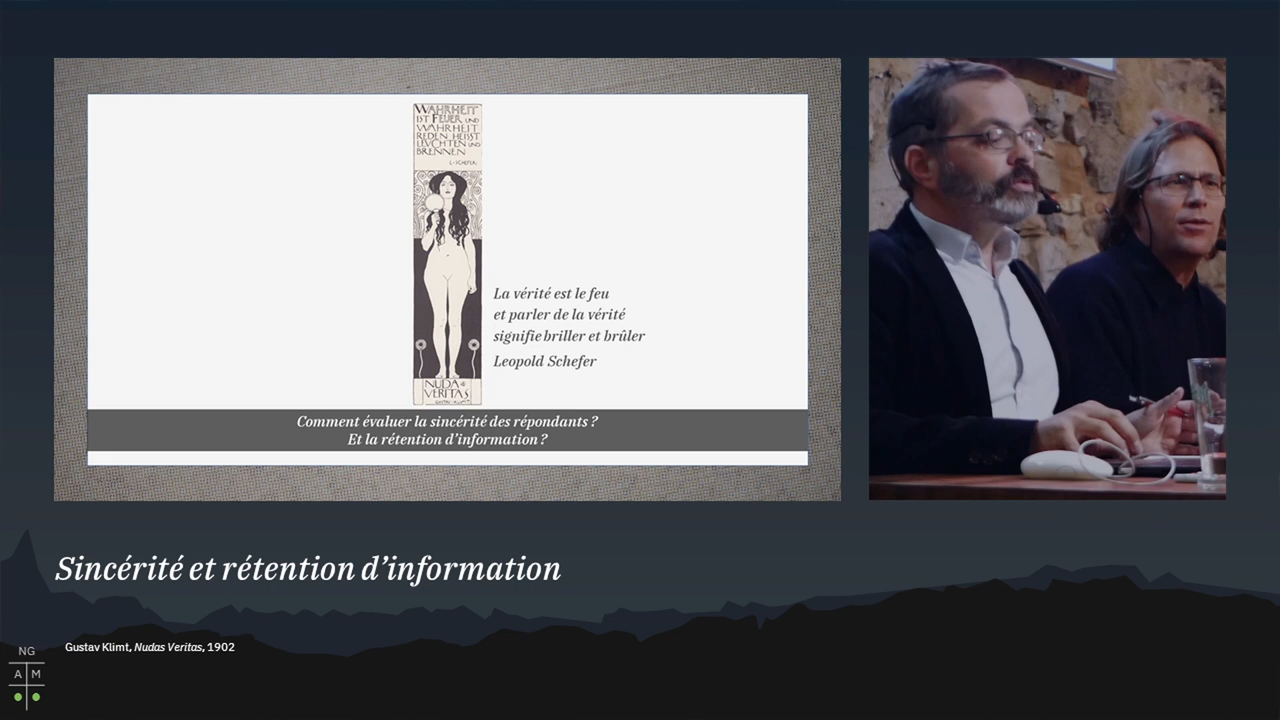 WAHRHEIT
IST FEUER UND
WAHRHEIT
REDEN HEISST
LEUCHTEN UND
BRENNEN
L. SCHEFER.
La vérité est le feu
et parler de la vérité
signifie briller et brûler
Leopold Schefer
NUDA
VERITAS
GUSTAV KLIMT
Comment évaluer la sincérité des répondants ?
Et la rétention d’information ?
Sincérité et rétention d’information
Gustav Klimt, Nudas Veritas, 1902
NG
A M